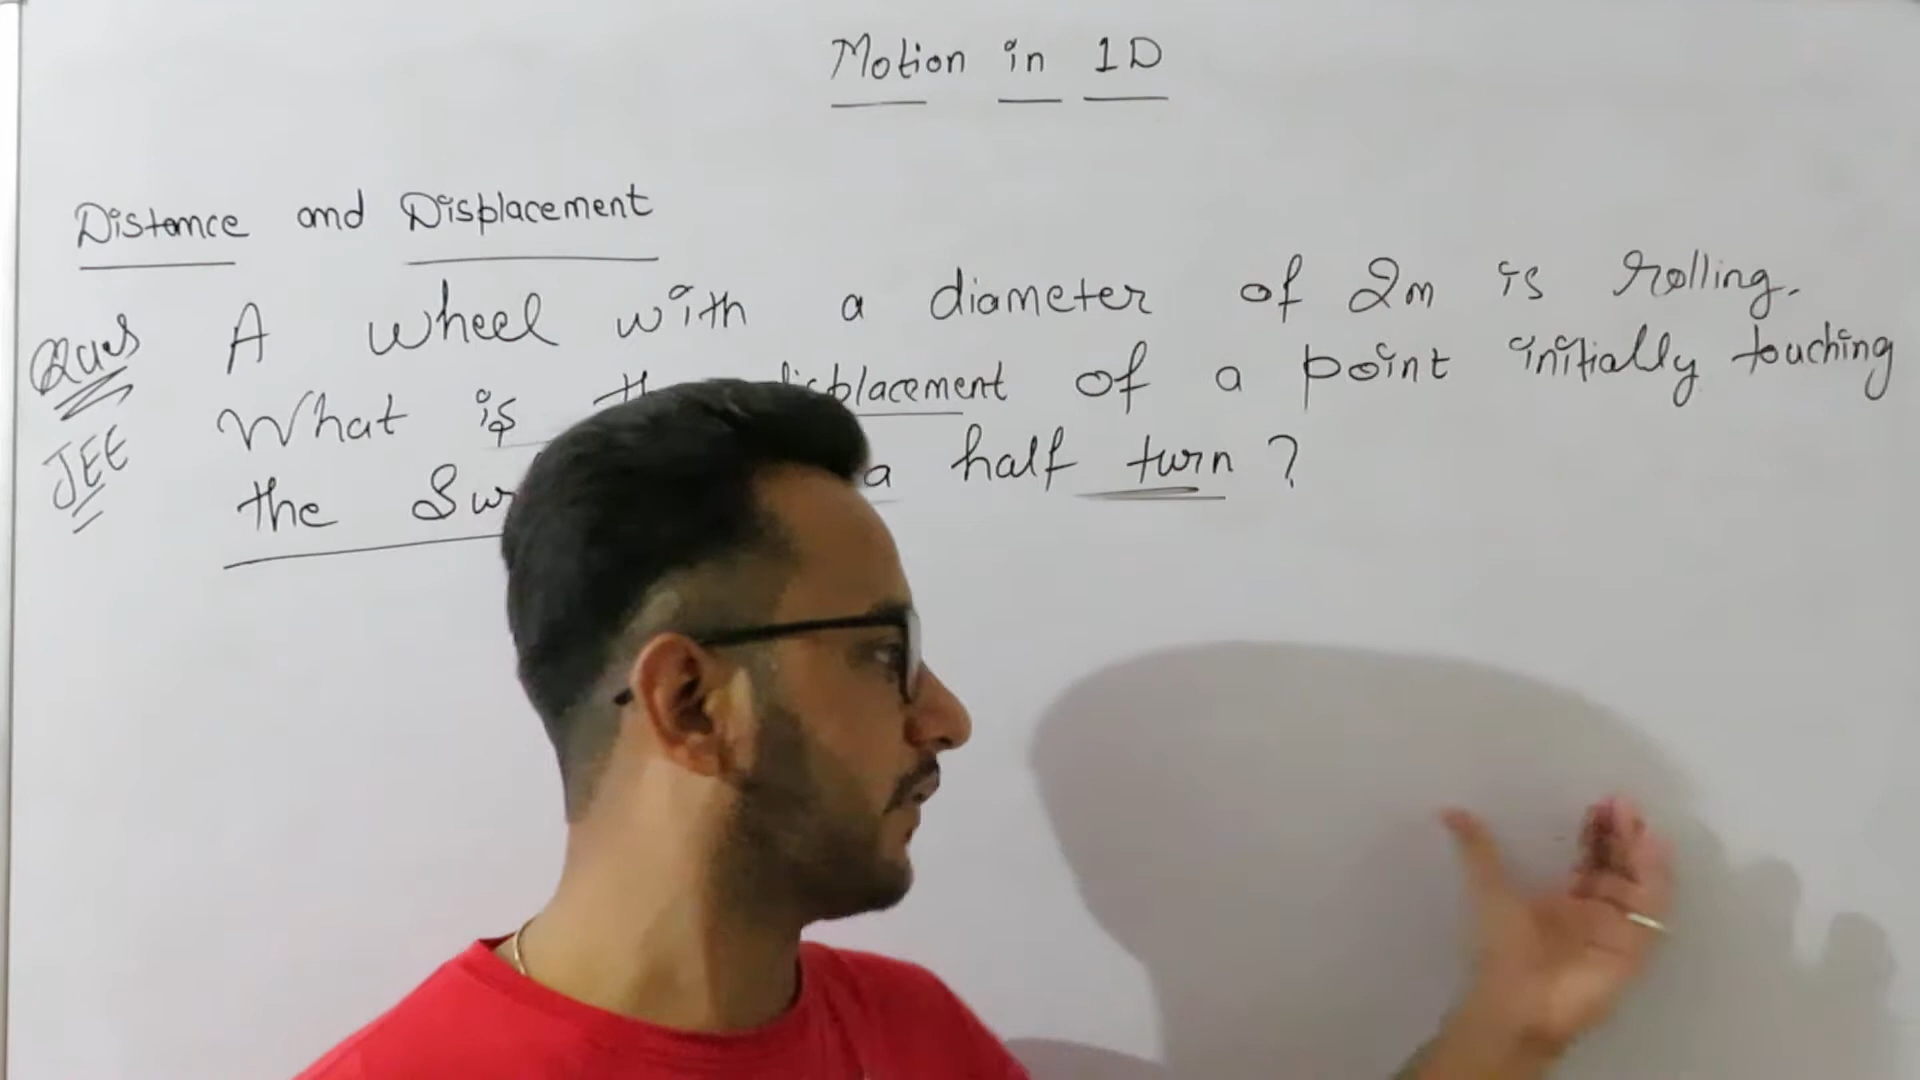 Motion in 1D
Distance and Displacement
Ques A wheel with a diameter of 2m is rolling.
What is displacement of a point initially touching
JEE the a half turn ?